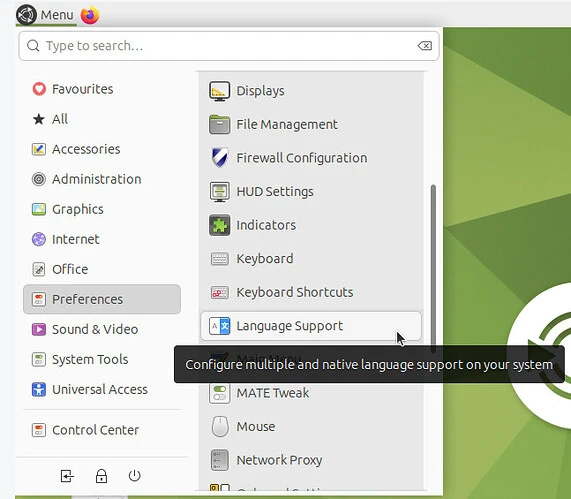 Menu
Type to search...
Favourites
All
Accessories
Administration
Graphics
Internet
Office
Preferences
Sound & Video
System Tools
Universal Access
Control Center
Displays
File Management
Firewall Configuration
HUD Settings
Indicators
Keyboard
Keyboard Shortcuts
Language Support
Configure multiple and native language support on your system
MATE Tweak
Mouse
Network Proxy